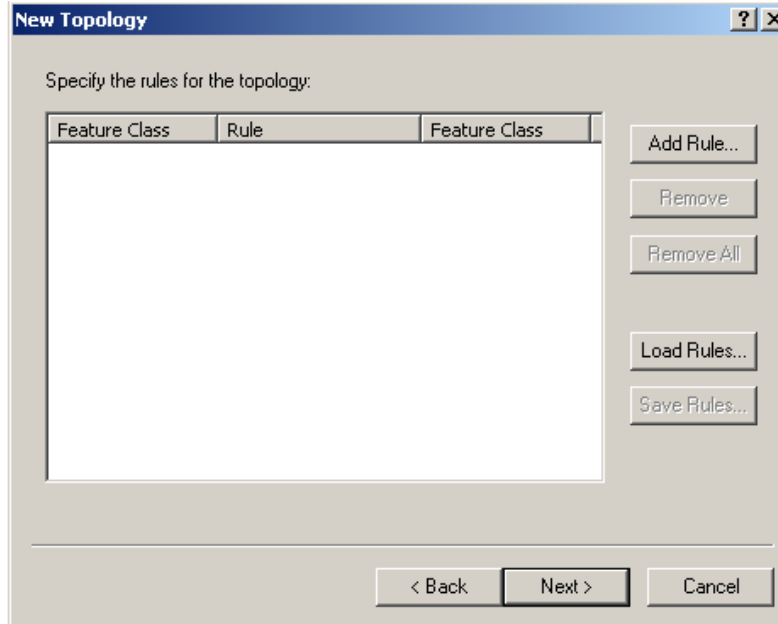 New Topology
Specify the rules for the topology:
Feature Class Rule Feature Class
Add Rule...
Remove
Remove All
Load Rules...
Save Rules...
< Back Next > Cancel